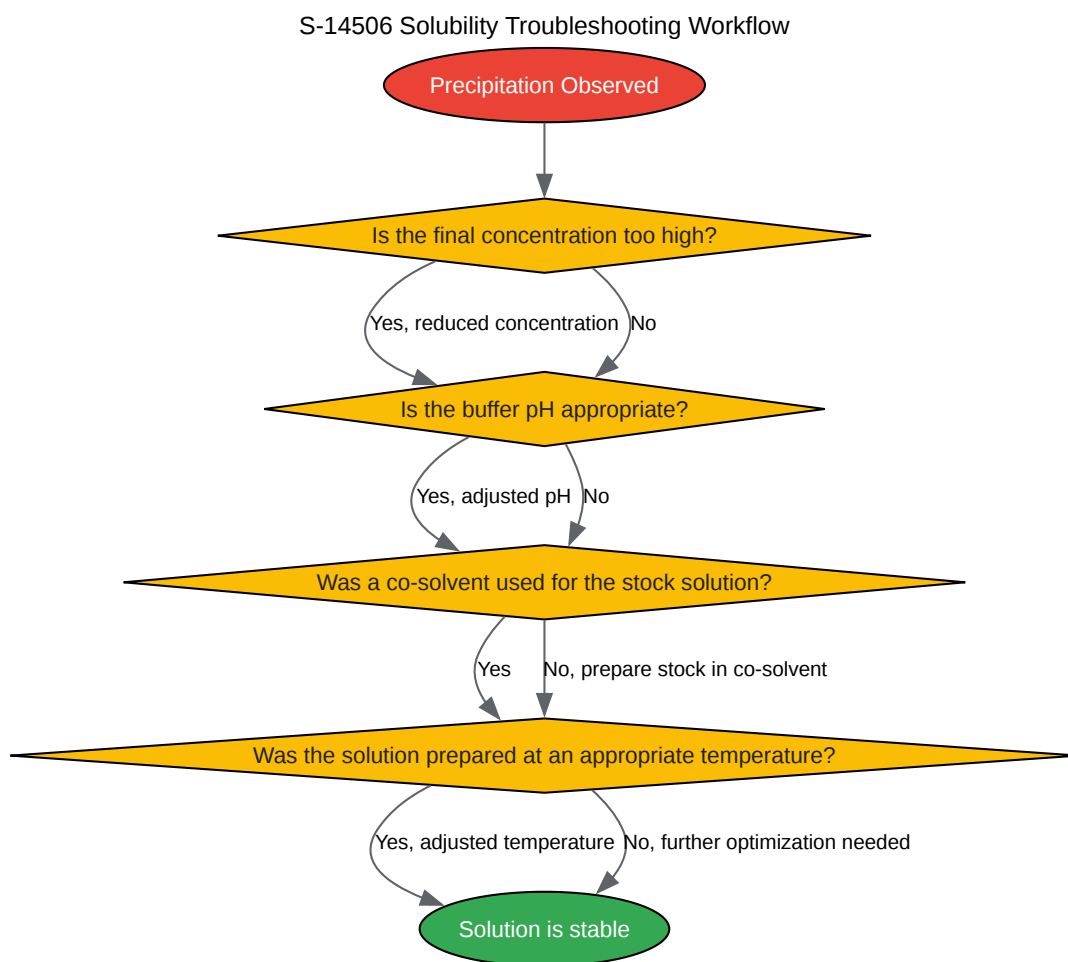 S-14506 Solubility Troubleshooting Workflow
Precipitation Observed
Is the final concentration too high?
Yes, reduced concentration
No
Is the buffer pH appropriate?
Yes, adjusted pH
No
Was a co-solvent used for the stock solution?
Yes
No, prepare stock in co-solvent
Was the solution prepared at an appropriate temperature?
Yes, adjusted temperature
No, further optimization needed
Solution is stable